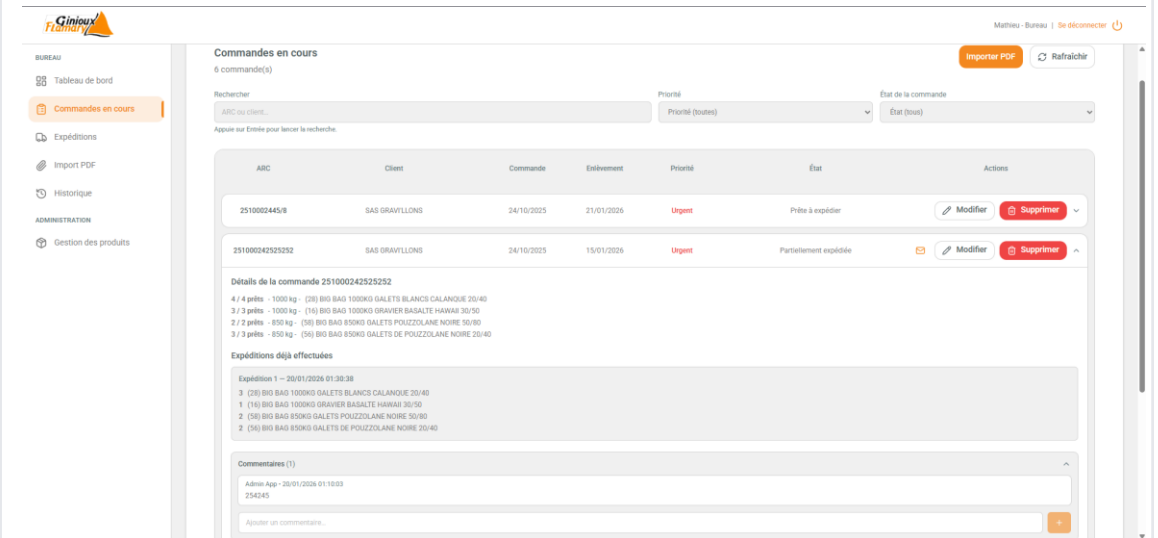 Ginioux
Flamary
Mathieu - Bureau | Se déconnecter
BUREAU
Tableau de bord
Commandes en cours
Expéditions
Import PDF
Historique
ADMINISTRATION
Gestion des produits
Commandes en cours
6 commande(s)
Importer PDF
Rafraîchir
Rechercher
Priorité
État de la commande
ARC ou client...
Priorité (toutes)
État (tous)
Appuie sur Entrée pour lancer la recherche.
ARC Client Commande Enlèvement Priorité État Actions
2510002445/8 SAS GRAVI'LLONS 24/10/2025 21/01/2026 Urgent Prête à expédier Modifier Supprimer
251000242525252 SAS GRAVI'LLONS 24/10/2025 15/01/2026 Urgent Partiellement expédiée Modifier Supprimer
Détails de la commande 251000242525252
4 / 4 prêts - 1000 kg - (28) BIG BAG 1000KG GALETS BLANCS CALANQUE 20/40
3 / 3 prêts - 1000 kg - (16) BIG BAG 1000KG GRAVIER BASALTE HAWAII 30/50
2 / 2 prêts - 850 kg - (58) BIG BAG 850KG GALETS POUZZOLANE NOIRE 50/80
3 / 3 prêts - 850 kg - (56) BIG BAG 850KG GALETS DE POUZZOLANE NOIRE 20/40
Expéditions déjà effectuées
Expédition 1 — 20/01/2026 01:30:38
3 (28) BIG BAG 1000KG GALETS BLANCS CALANQUE 20/40
1 (16) BIG BAG 1000KG GRAVIER BASALTE HAWAII 30/50
2 (58) BIG BAG 850KG GALETS POUZZOLANE NOIRE 50/80
2 (56) BIG BAG 850KG GALETS DE POUZZOLANE NOIRE 20/40
Commentaires (1)
Admin App • 20/01/2026 01:10:03
254245
Ajouter un commentaire...
+